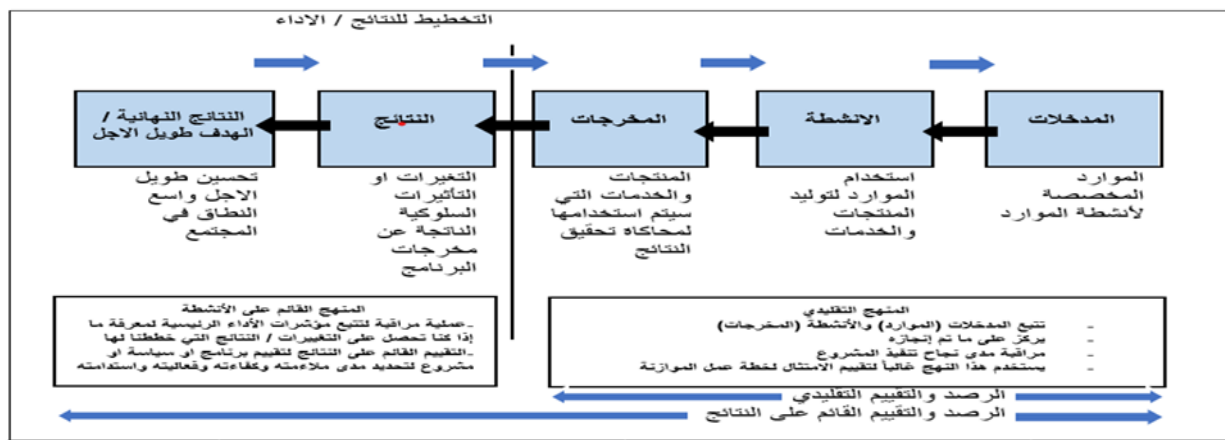 التخطيط للنتائج / الاداء
المدخلات
الانشطة
المخرجات
النتائج
النتائج النهائية /
الهدف طويل الاجل
الموارد
المخصصة
لأنشطة الموارد
استخدام
الموارد لتوليد
المنتجات
والخدمات
المنتجات
والخدمات التي
سيتم استخدامها
لمحاكاه تحقيق
النتائج
التغيرات او
التأثيرات
السلوكية
الناتجة عن
مخرجات
البرنامج
تحسين طويل
الاجل واسع
النطاق في
المجتمع
المنهج التقليدي
- تتبع المدخلات (الموارد) والأنشطة (المخرجات)
- يركز على ما تم إنجازه
- مراقبة مدى نجاح تنفيذ المشروع
- يستخدم هذا النهج غالباً لتقييم الامتثال لخطة عمل الموازنة
المنهج القائم على الأنشطة
-عملية مراقبة لتتبع مؤشرات الأداء الرئيسية لمعرفة ما
إذا كنا نحصل على التغييرات / النتائج التي خططنا لها
-التقييم القائم على النتائج لتقييم برنامج او سياسة او
مشروع لتحديد مدى ملاءمته وكفاءته وفعاليته واستدامته
الرصد والتقييم التقليدي
الرصد والتقييم القائم على النتائج